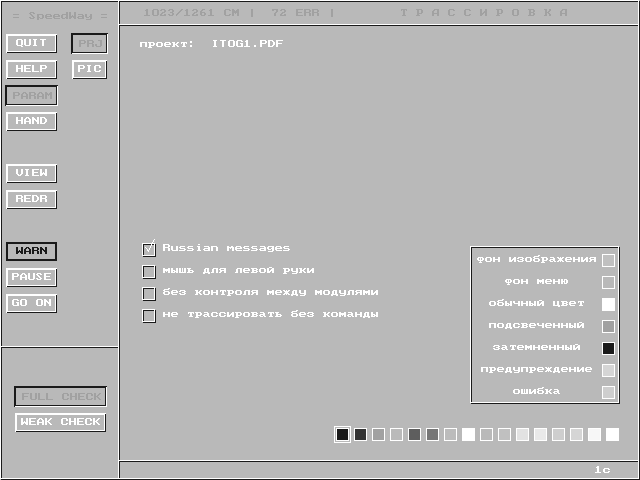 = SpeedWay =
1023/1261 CM | 72 ERR |
Т Р А С С И Р О В К А
QUIT
PRJ
проект: ITOG1.PDF
HELP
PIC
PARAM
HAND
VIEW
REDR
WARN
PAUSE
GO ON
Russian messages
мышь для левой руки
без контроля между модулями
не трассировать без команды
фон изображения
фон меню
обычный цвет
подсвеченный
затемненный
предупреждение
ошибка
FULL CHECK
WEAK CHECK
lc